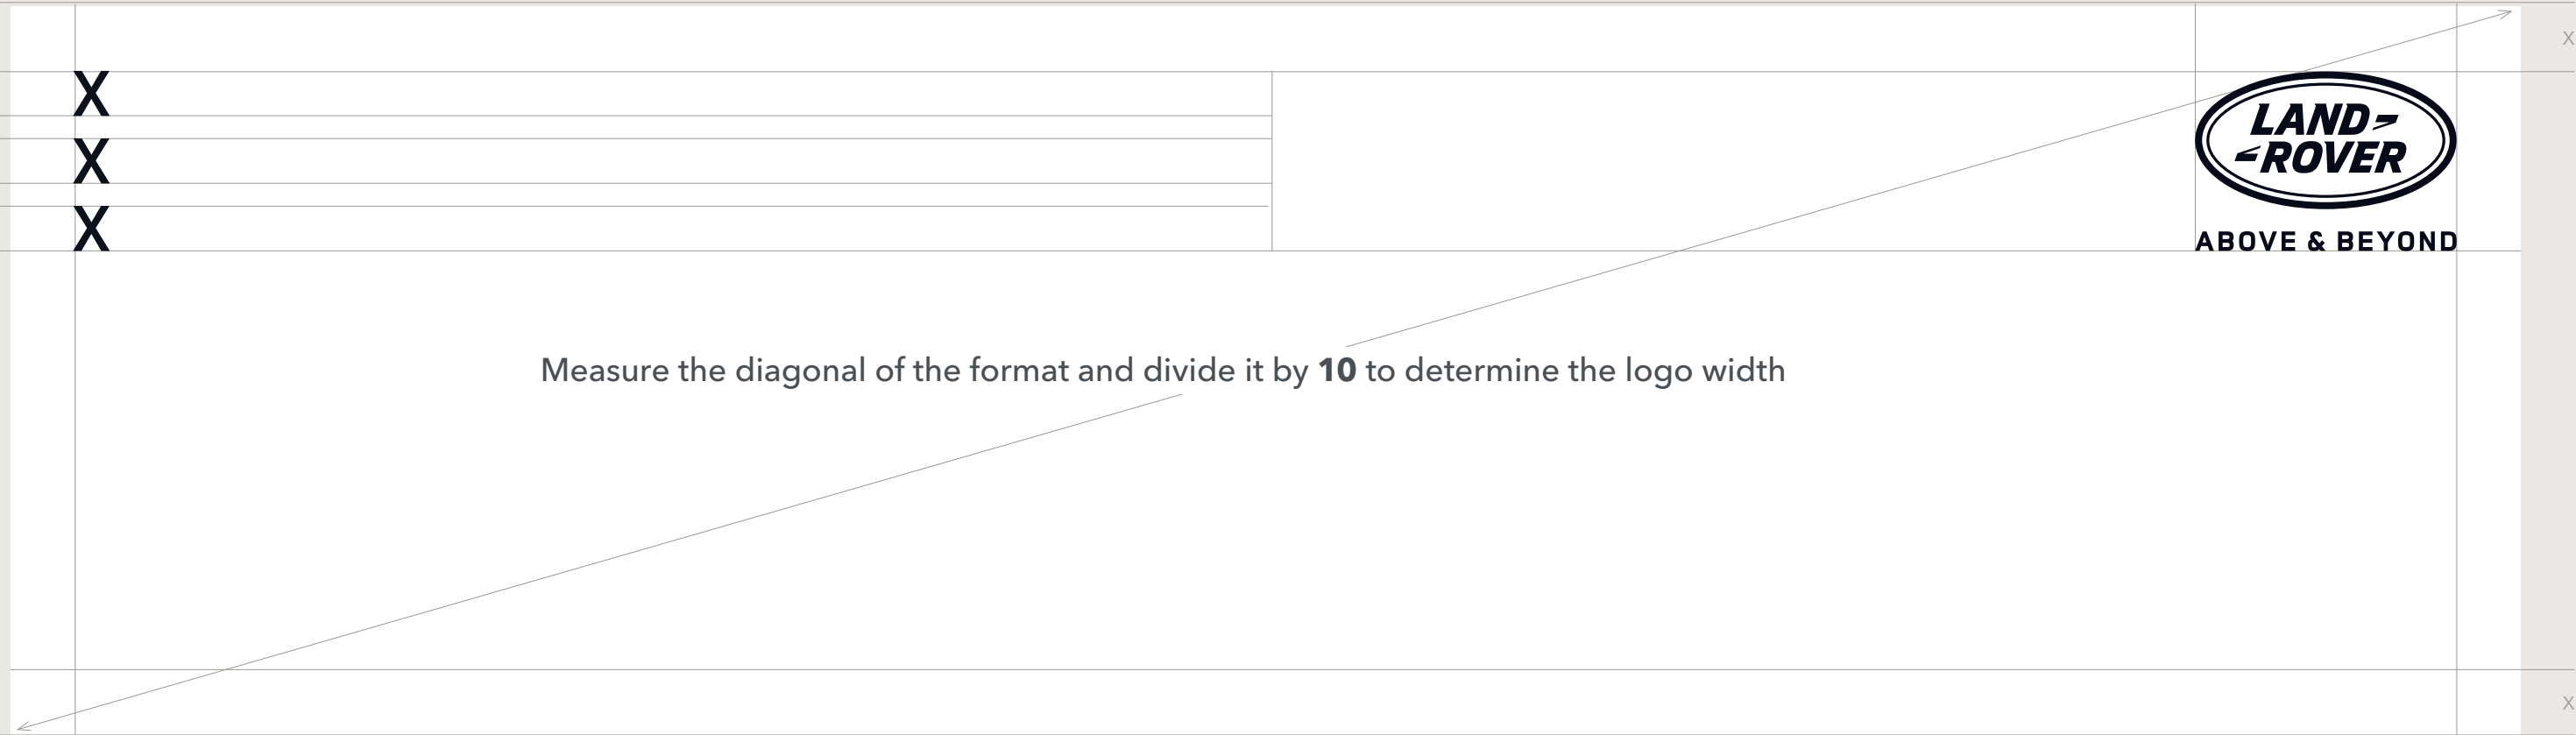 X
X
X
X
LAND
ROVER
ABOVE & BEYOND
Measure the diagonal of the format and divide it by 10 to determine the logo width
X